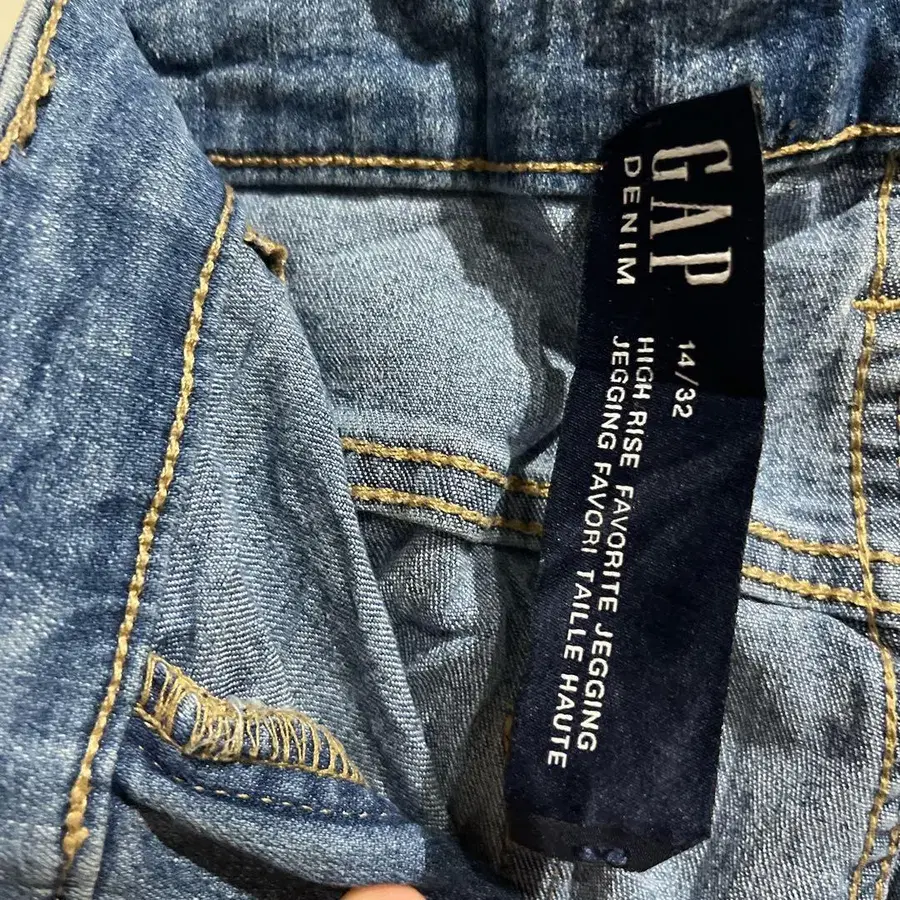 GAP
DENIM
14/32
HIGH RISE FAVORITE JEGGING
JEGGING FAVORI TAILLE HAUTE